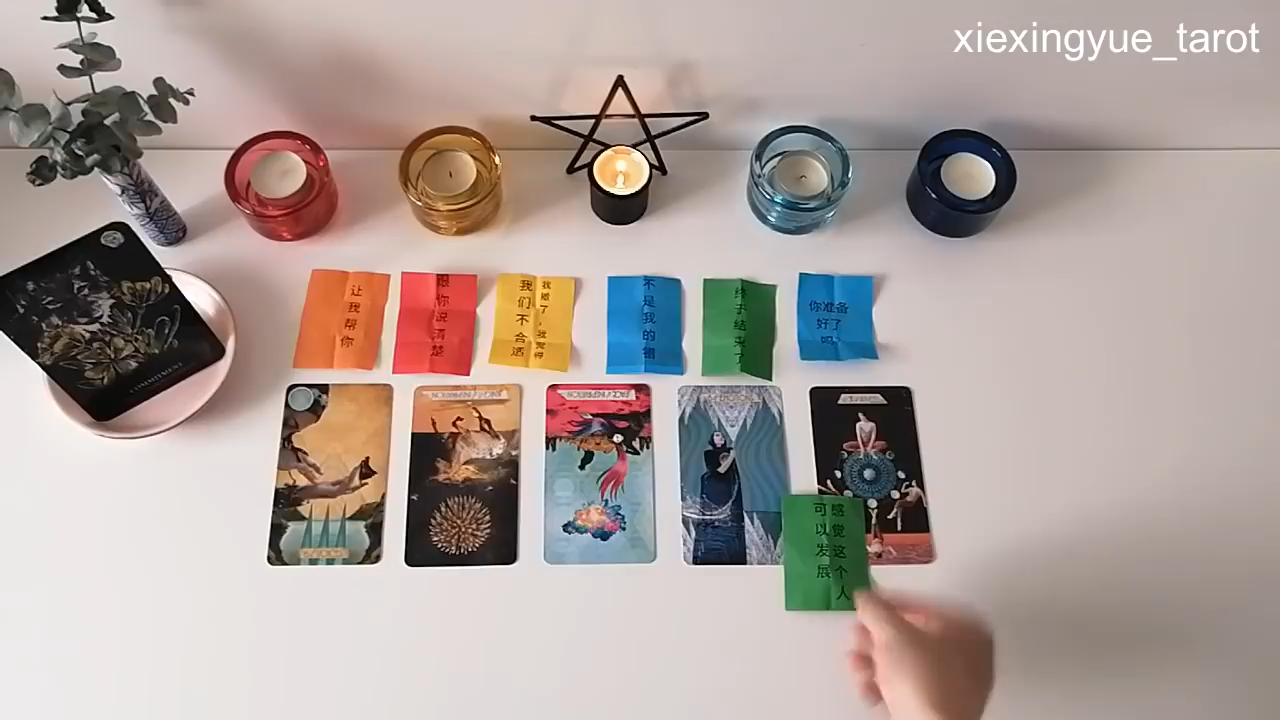 xiexingyue_tarot
让我帮你
跟你说清楚
我撤了，我觉得
我们不合适
不是我的错
终于结束了
你准备
好了
吗?
感觉这个人
可以发展